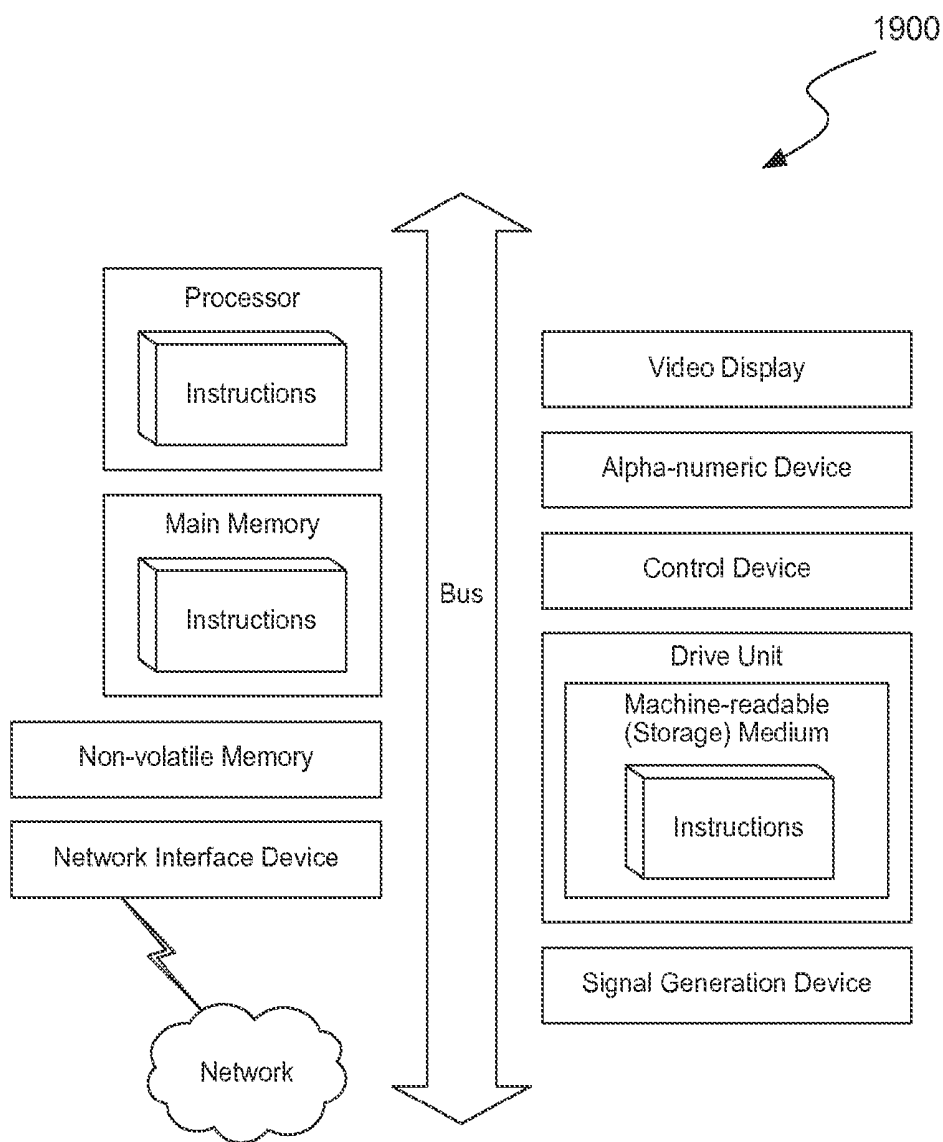 1900
Processor
Instructions
Main Memory
Instructions
Non-volatile Memory
Network Interface Device
Network
Bus
Video Display
Alpha-numeric Device
Control Device
Drive Unit
Machine-readable
(Storage) Medium
Instructions
Signal Generation Device